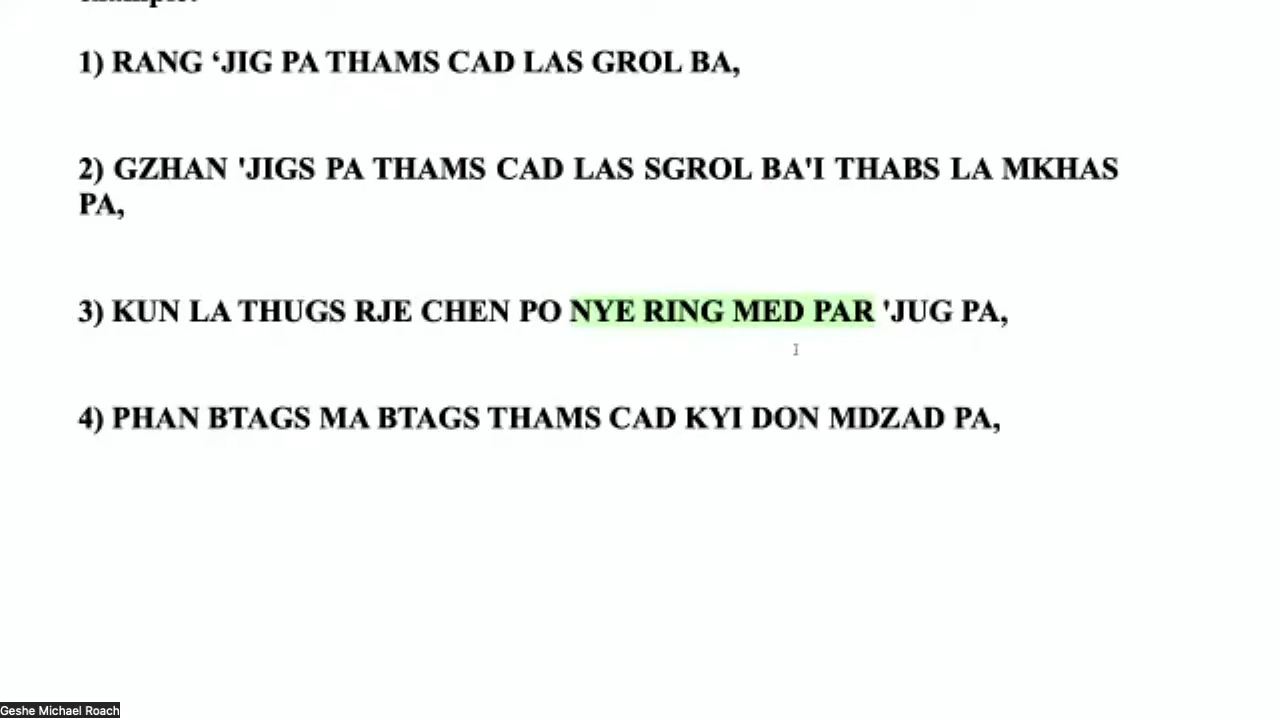 1) RANG ‘JIG PA THAMS CAD LAS GROL BA,
2) GZHAN 'JIGS PA THAMS CAD LAS SGROL BA'I THABS LA MKHAS
PA,
3) KUN LA THUGS RJE CHEN PO NYE RING MED PAR 'JUG PA,
4) PHAN BTAGS MA BTAGS THAMS CAD KYI DON MDZAD PA,
Geshe Michael Roach